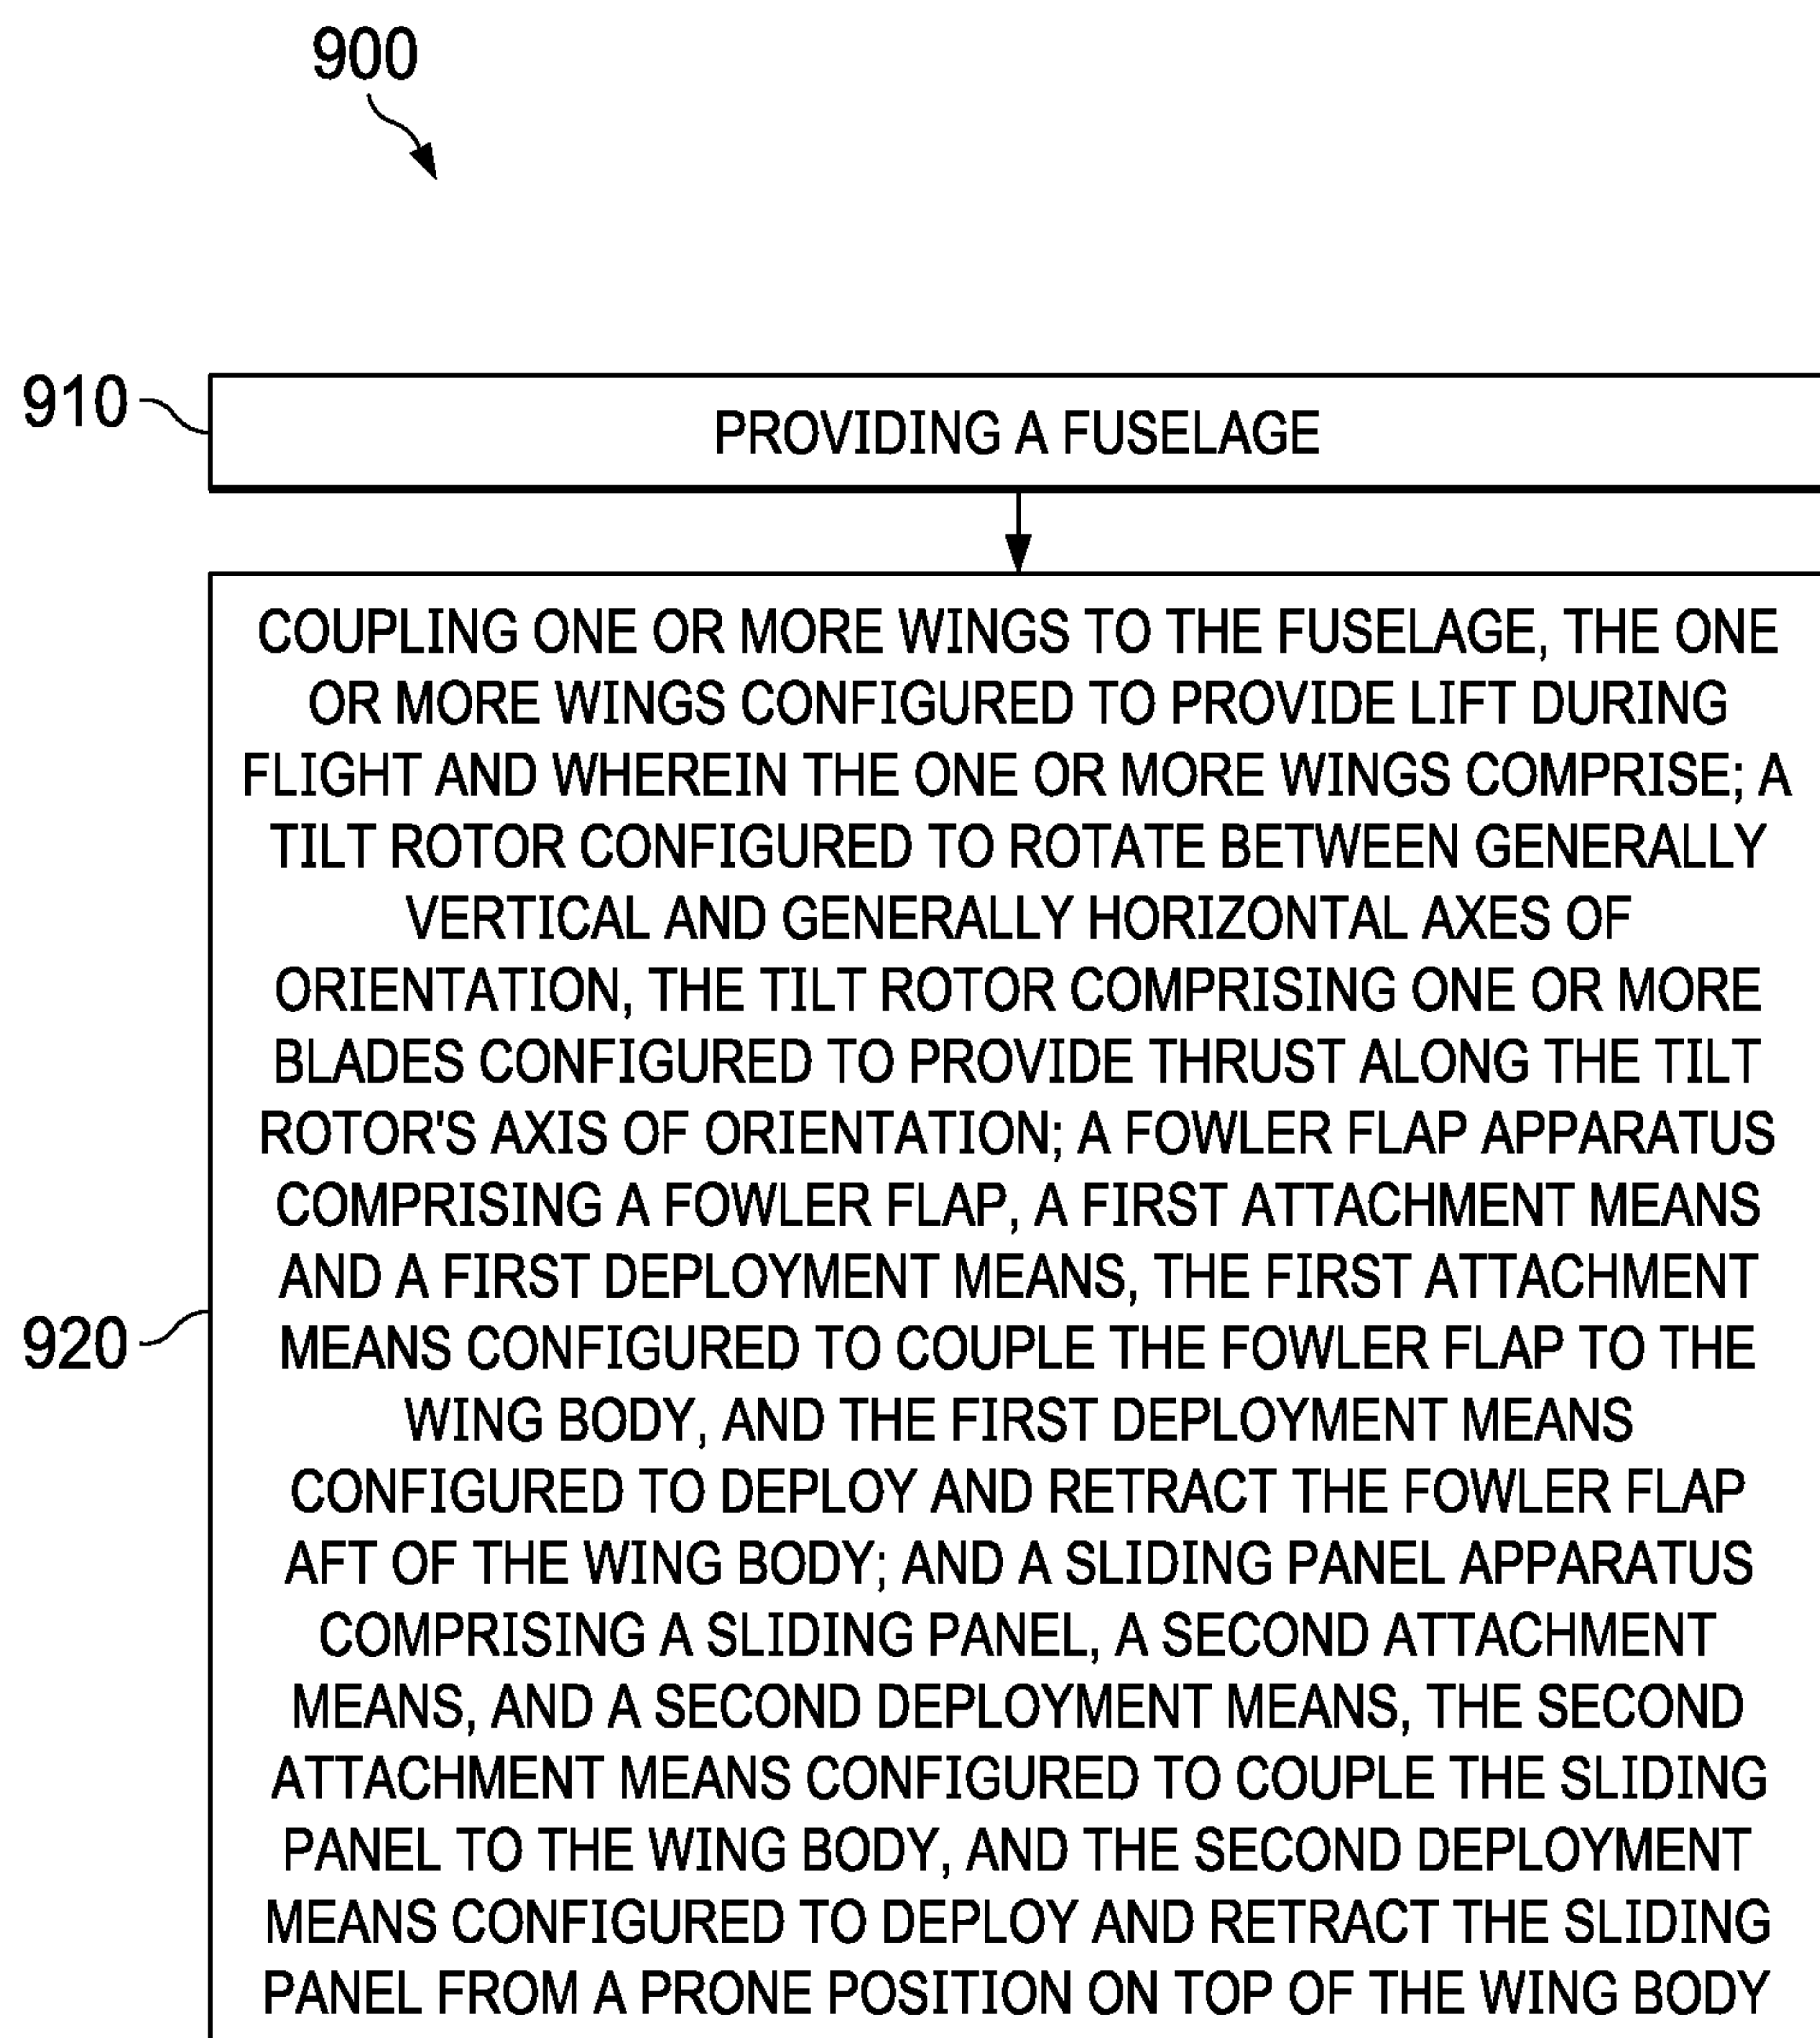 900
910
PROVIDING A FUSELAGE
COUPLING ONE OR MORE WINGS TO THE FUSELAGE, THE ONE
OR MORE WINGS CONFIGURED TO PROVIDE LIFT DURING
FLIGHT AND WHEREIN THE ONE OR MORE WINGS COMPRISE; A
TILT ROTOR CONFIGURED TO ROTATE BETWEEN GENERALLY
VERTICAL AND GENERALLY HORIZONTAL AXES OF
ORIENTATION, THE TILT ROTOR COMPRISING ONE OR MORE
BLADES CONFIGURED TO PROVIDE THRUST ALONG THE TILT
ROTOR'S AXIS OF ORIENTATION; A FOWLER FLAP APPARATUS
COMPRISING A FOWLER FLAP, A FIRST ATTACHMENT MEANS
AND A FIRST DEPLOYMENT MEANS, THE FIRST ATTACHMENT
920
MEANS CONFIGURED TO COUPLE THE FOWLER FLAP TO THE
WING BODY, AND THE FIRST DEPLOYMENT MEANS
CONFIGURED TO DEPLOY AND RETRACT THE FOWLER FLAP
AFT OF THE WING BODY; AND A SLIDING PANEL APPARATUS
COMPRISING A SLIDING PANEL, A SECOND ATTACHMENT
MEANS, AND A SECOND DEPLOYMENT MEANS, THE SECOND
ATTACHMENT MEANS CONFIGURED TO COUPLE THE SLIDING
PANEL TO THE WING BODY, AND THE SECOND DEPLOYMENT
MEANS CONFIGURED TO DEPLOY AND RETRACT THE SLIDING
PANEL FROM A PRONE POSITION ON TOP OF THE WING BODY